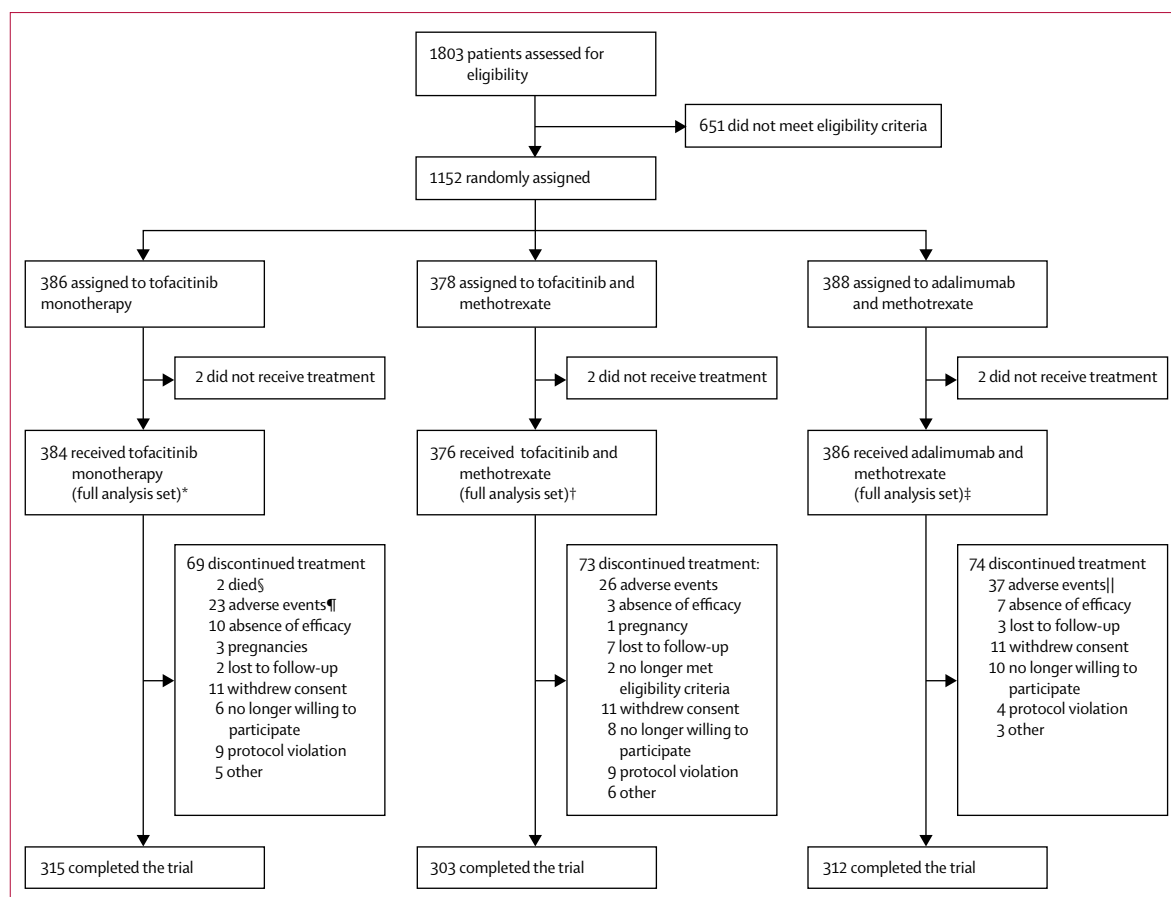 1803 patients assessed for
eligibility
651 did not meet eligibility criteria
1152 randomly assigned
386 assigned to tofacitinib
monotherapy
378 assigned to tofacitinib and
methotrexate
388 assigned to adalimumab
and methotrexate
2 did not receive treatment
2 did not receive treatment
2 did not receive treatment
384 received tofacitinib
monotherapy
(full analysis set)*
376 received tofacitinib and
methotrexate
(full analysis set)†
386 received adalimumab and
methotrexate
(full analysis set)‡
69 discontinued treatment
2 died§
23 adverse events¶
10 absence of efficacy
3 pregnancies
2 lost to follow-up
11 withdrew consent
6 no longer willing to
participate
9 protocol violation
5 other
73 discontinued treatment:
26 adverse events
3 absence of efficacy
1 pregnancy
7 lost to follow-up
2 no longer met
eligibility criteria
11 withdrew consent
8 no longer willing to
participate
9 protocol violation
6 other
74 discontinued treatment
37 adverse events||
7 absence of efficacy
3 lost to follow-up
11 withdrew consent
10 no longer willing to
participate
4 protocol violation
3 other
315 completed the trial
303 completed the trial
312 completed the trial